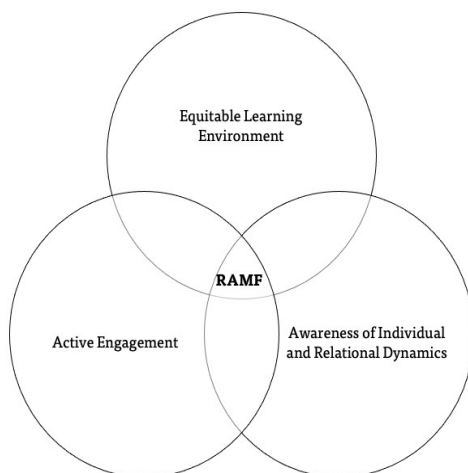 Equitable Learning
Environment
RAMF
Active Engagement
Awareness of Individual
and Relational Dynamics